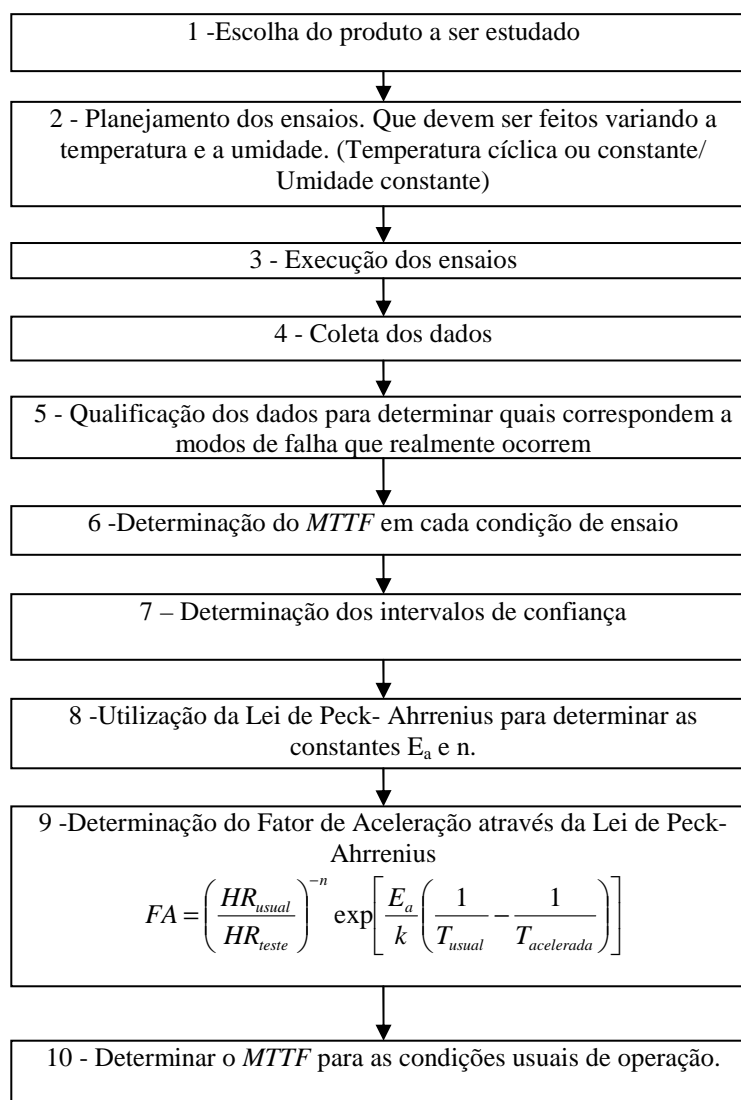 1 -Escolha do produto a ser estudado
2 - Planejamento dos ensaios. Que devem ser feitos variando a
temperatura e a umidade. (Temperatura cíclica ou constante/
Umidade constante)
3 - Execução dos ensaios
4 - Coleta dos dados
5 - Qualificação dos dados para determinar quais correspondem a
modos de falha que realmente ocorrem
6 -Determinação do MTTF em cada condição de ensaio
7 – Determinação dos intervalos de confiança
8 -Utilização da Lei de Peck- Ahrrenius para determinar as
constantes Ea e n.
9 -Determinação do Fator de Aceleração através da Lei de Peck-
Ahrrenius
FA = (HR_usual / HR_teste)^-n exp[E_a / k (1 / T_usual − 1 / T_acelerada)]
10 - Determinar o MTTF para as condições usuais de operação.